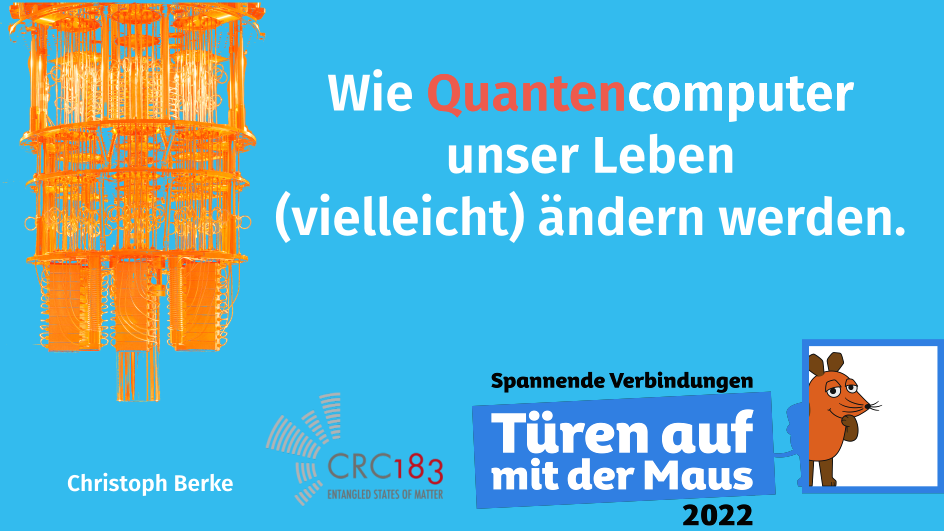 Wie Quantencomputer
unser Leben
(vielleicht) ändern werden.
Spannende Verbindungen
Türen auf
mit der Maus
2022
CRC183
ENTANGLED STATES OF MATTER
Christoph Berke